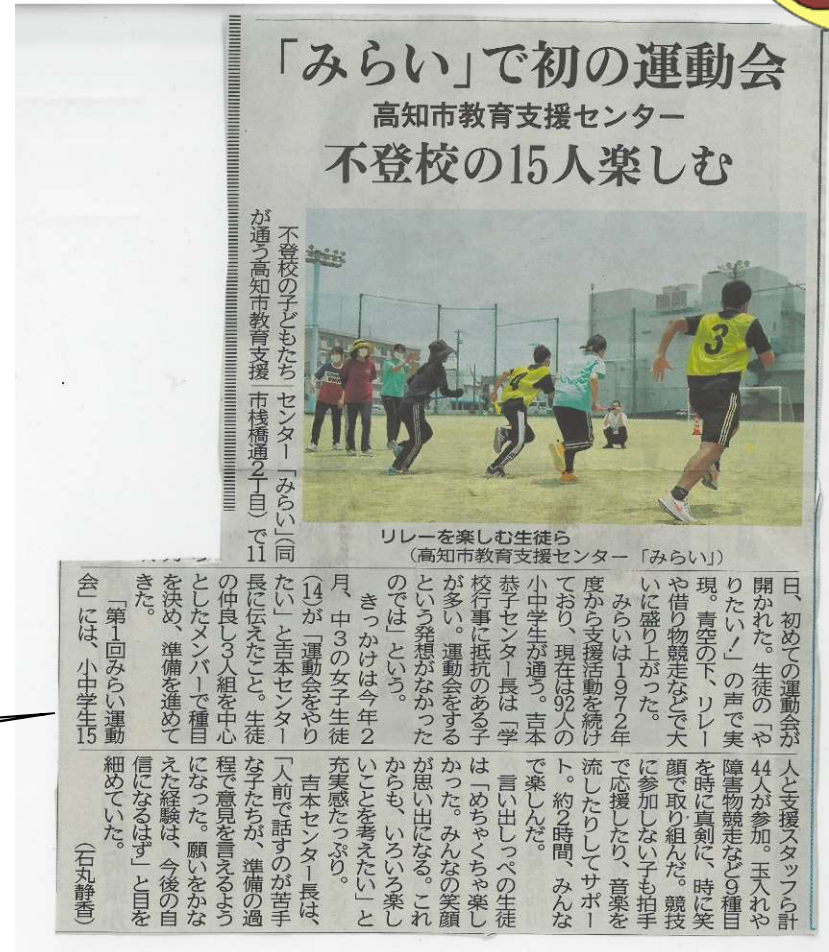 「みらい」で初の運動会
高知市教育支援センター
不登校の15人楽しむ
3
4
リレーを楽しむ生徒ら
(高知市教育支援センター「みらい」)
不登校の子どもたち
が通う高知市教育支援
センター「みらい」(同
市桟橋通2丁目)で11
日、初めての運動会が
開かれた。生徒の「や
りたい!」の声で実
現。青空の下、リレー
や借り物競走などで大
いに盛り上がった。
みらいは1972年
度から支援活動を続け
ており、現在は92人の
小中学生が通う。吉本
恭子センター長は「学
校行事に抵抗のある子
が多い。運動会をする
という発想がなかった
のでは」という。
きっかけは今年2
月、中3の女子生徒
(14)が「運動会をやり
たい」と吉本センター
長に伝えたこと。生徒
の仲良し3人組を中心
としたメンバーで種目
を決め、準備を進めて
きた。
「第1回みらい運動
会」には、小中学生15
人と支援スタッフら計
44人が参加。玉入れや
障害物競走など9種目
を時に真剣に、時に笑
顔で取り組んだ。競技
に参加しない子も拍手
で応援したり、音楽を
流したりしてサポー
ト。約2時間、みんな
で楽しんだ。
言い出しっぺの生徒
は「めちゃくちゃ楽し
かった。みんなの笑顔
が思い出になる。これ
からも、いろいろ楽し
いことを考えたい」と
充実感たっぷり。
吉本センター長は、
「人前で話すのが苦手
な子たちが、準備の過
程で意見を言えるよう
になった。願いをかな
えた経験は、今後の自
信になるはず」と目を
細めていた。
(石丸静香)